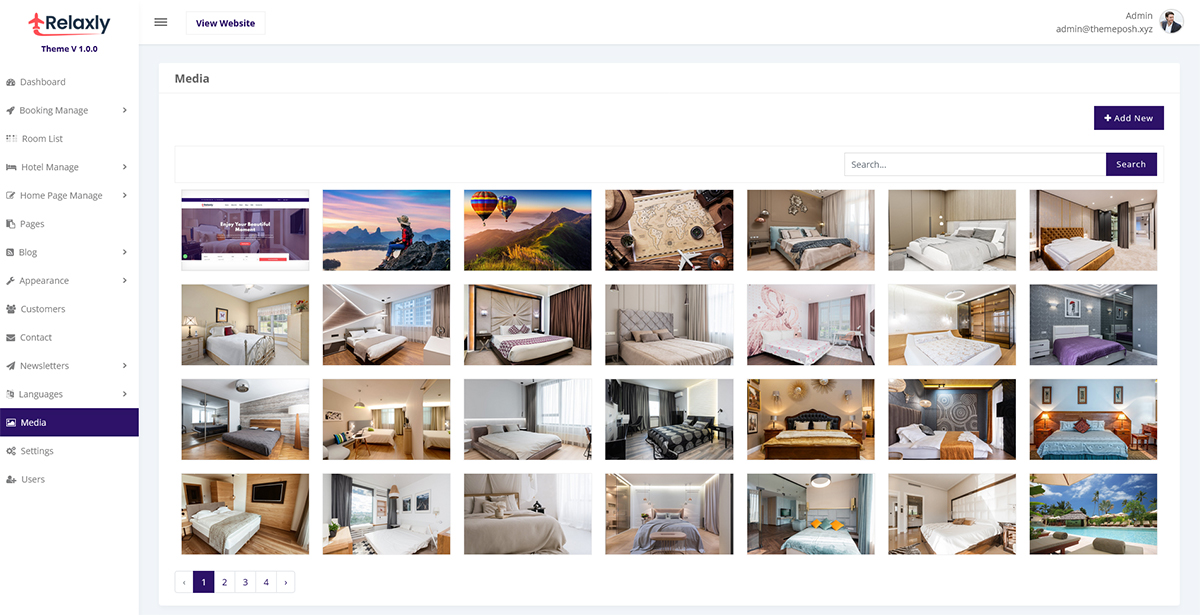 Relaxly
Theme V 1.0.0
View Website
Admin
admin@themeposh.xyz
Dashboard
Booking Manage
Room List
Hotel Manage
Home Page Manage
Pages
Blog
Appearance
Customers
Contact
Newsletters
Languages
Media
Settings
Users
Media
Add New
Search...
Search
Enjoy Your Beautiful
Moment
‹ 1 2 3 4 ›